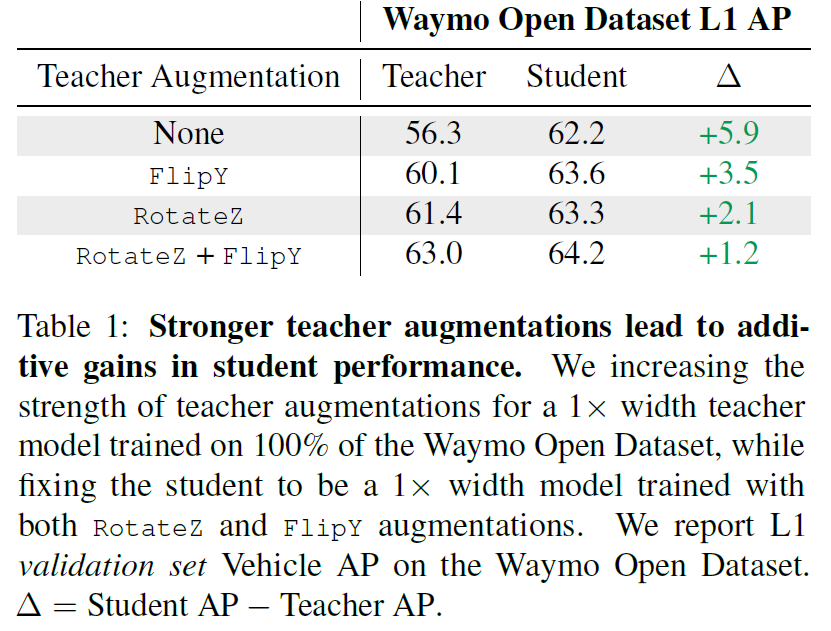 Waymo Open Dataset L1 AP
Teacher Augmentation Teacher Student Δ
None 56.3 62.2 +5.9
FlipY 60.1 63.6 +3.5
RotateZ 61.4 63.3 +2.1
RotateZ + FlipY 63.0 64.2 +1.2
Table 1: Stronger teacher augmentations lead to addi-
tive gains in student performance. We increasing the
strength of teacher augmentations for a 1× width teacher
model trained on 100% of the Waymo Open Dataset, while
fixing the student to be a 1× width model trained with
both RotateZ and FlipY augmentations. We report L1
validation set Vehicle AP on the Waymo Open Dataset.
Δ = Student AP − Teacher AP.